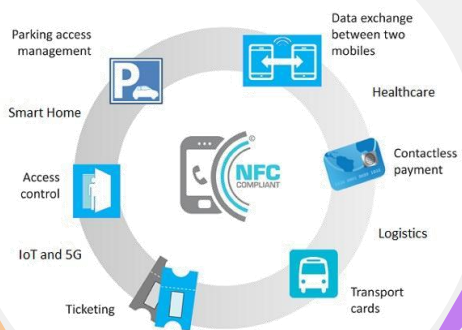 Parking access
management
Data exchange
between two
mobiles
P
Healthcare
Smart Home
Contactless
payment
NFC
COMPLIANT
Access
control
Logistics
IoT and 5G
Transport
cards
Ticketing